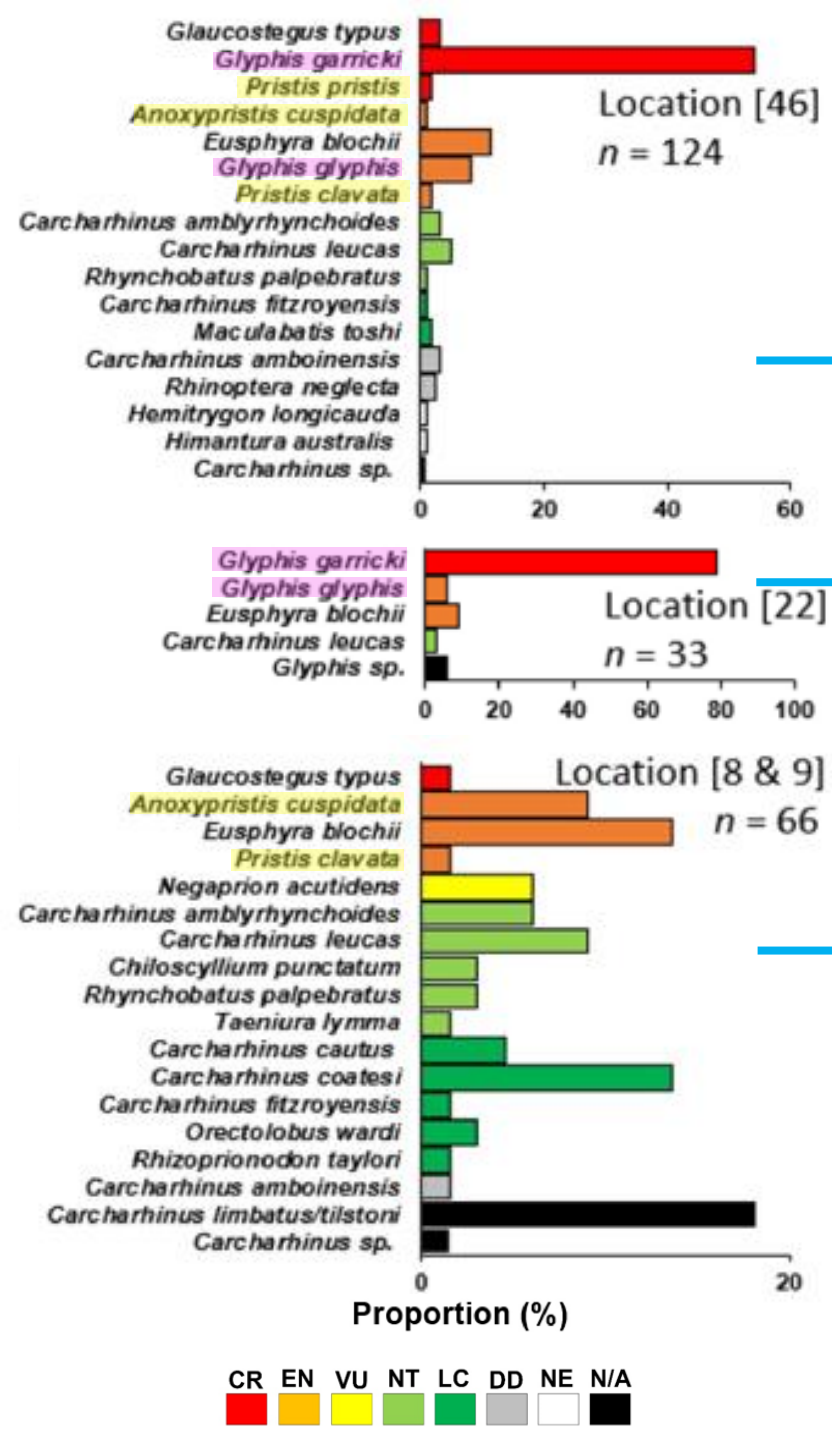 Glaucostegus typus
Glyphis garricki
Pristis pristis
Anoxypristis cuspidata
Eusphyra blochii
Glyphis glyphis
Pristis clavata
Carcharhinus amblyrhynchoides
Carcharhinus leucas
Rhynchobatus palpebratus
Carcharhinus fitzroyensis
Maculabatis toshi
Carcharhinus amboinensis
Rhinoptera neglecta
Hemitrygon longicauda
Himantura australis
Carcharhinus sp.
Location [46]
n = 124
0 20 40 60
Glyphis garricki
Glyphis glyphis
Eusphyra blochii
Carcharhinus leucas
Glyphis sp.
Location [22]
n = 33
0 20 40 60 80 100
Glaucostegus typus
Anoxypristis cuspidata
Eusphyra blochii
Pristis clavata
Negaprion acutidens
Carcharhinus amblyrhynchoides
Carcharhinus leucas
Chiloscyllium punctatum
Rhynchobatus palpebratus
Taeniura lymma
Carcharhinus cautus
Carcharhinus coatesi
Carcharhinus fitzroyensis
Orectolobus wardi
Rhizoprionodon taylori
Carcharhinus amboinensis
Carcharhinus limbatus/tilstoni
Carcharhinus sp.
Location [8 & 9]
n = 66
0 20
Proportion (%)
CR EN VU NT LC DD NE N/A